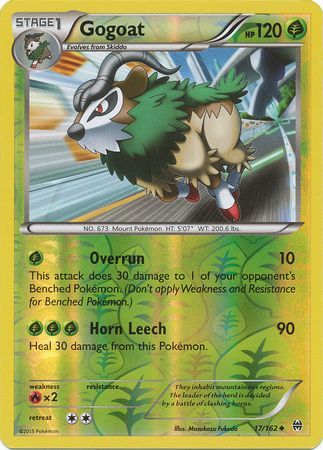 STAGE1
Gogoat
HP120
Evolves from Skiddo
NO. 673 Mount Pokémon HT: 5'07" WT: 200.6 lbs.
Overrun 10
This attack does 30 damage to 1 of your opponent's
Benched Pokémon. (Don't apply Weakness and Resistance
for Benched Pokémon.)
Horn Leech 90
Heal 30 damage from this Pokémon.
weakness resistance
×2
retreat
They inhabit mountainous regions.
The leader of the herd is decided
by a battle of clashing horns.
©2015 Pokémon
Illus. Masakazu Fukuda
17/162